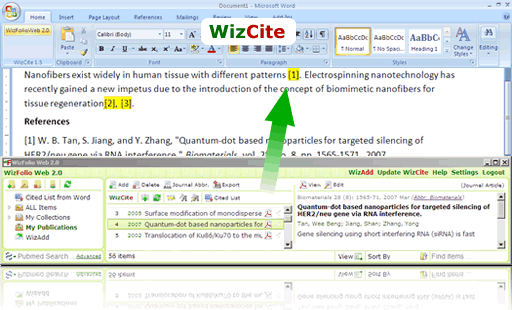 Document1 - Microsoft Word
Home Insert Page Layout References Mailings Review View
WizCite
WizFolioWeb 2.0
WizCite 1.5
Paste
Clipboard
Calibri (Body) 11
Font
Paragraph
AaBbCcDc AaBbCcDc AaBbCc
¶ Normal ¶ No Spaci... Heading 1
Change Styles
Styles
Editing
Nanofibers exist widely in human tissue with different patterns [1]. Electrospinning nanotechnology has
recently gained a new impetus due to the introduction of the concept of biomimetic nanofibers for
tissue regeneration[2], [3].
References
[1] W. B. Tan, S. Jiang, and Y. Zhang, "Quantum-dot based nanoparticles for targeted silencing of
HER2/neu gene via RNA interference," Biomaterials, vol. 28, no. 8, pp. 1565-1571, 2007.
WizFolio Web 2.0
WizFolio Web 2.0
WizAdd Update WizCite Help Settings Logout
Cited List from Word
ALL Items
My Collections
My Publications
WizAdd
Pubmed Search Advanced
Add Delete Journal Abbr. Export
WizCite Cited List
3 2005 Surface modification of monodisperse
4 2007 Quantum-dot based nanoparticles for
5 2002 Translocation of Ku86/Ku70 to the mu
56 items
View Edit (Journal Article)
Biomaterials 28 (8) 1565-71, 2007 Mar (Abbr: Biomaterials)
Quantum-dot based nanoparticles for targeted silencing of
HER2/neu gene via RNA interference.
Tan, Wee Beng; Jiang, Shan; Zhang, Yong
Gene silencing using short interfering RNA (siRNA) is fast
View Sort By Find Items...